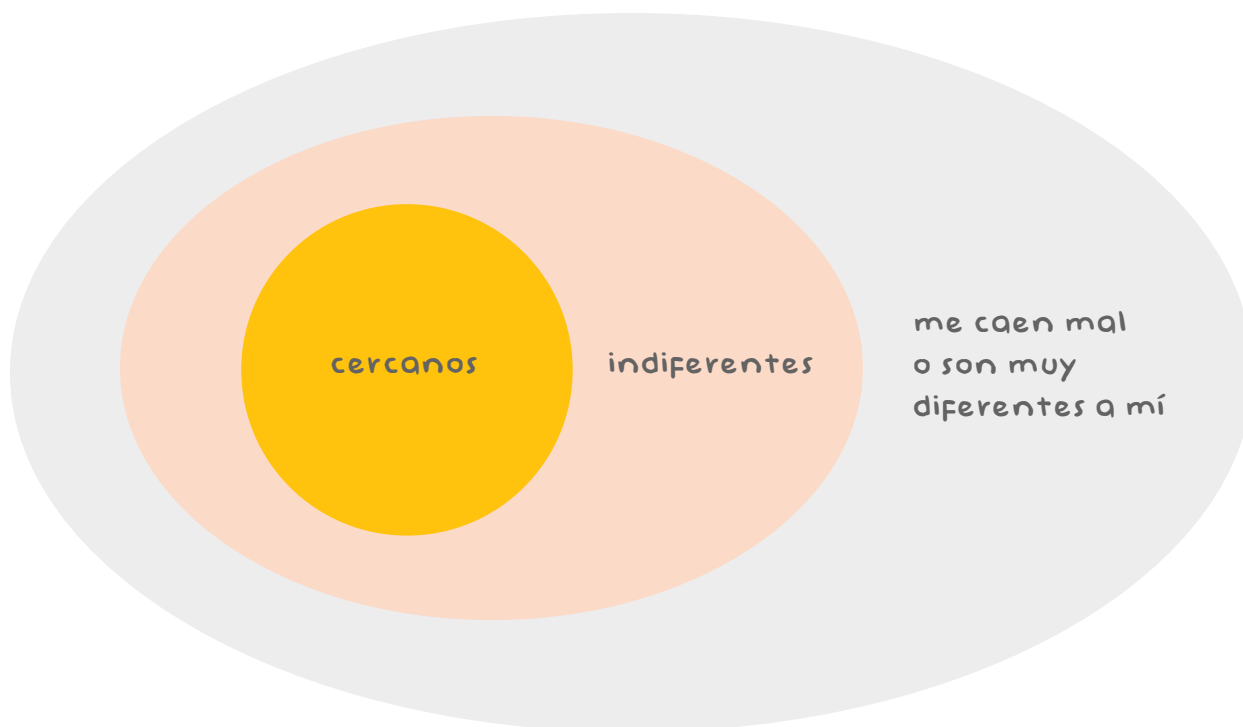 cercanos
indiferentes
me caen mal
o son muy
diferentes a mí